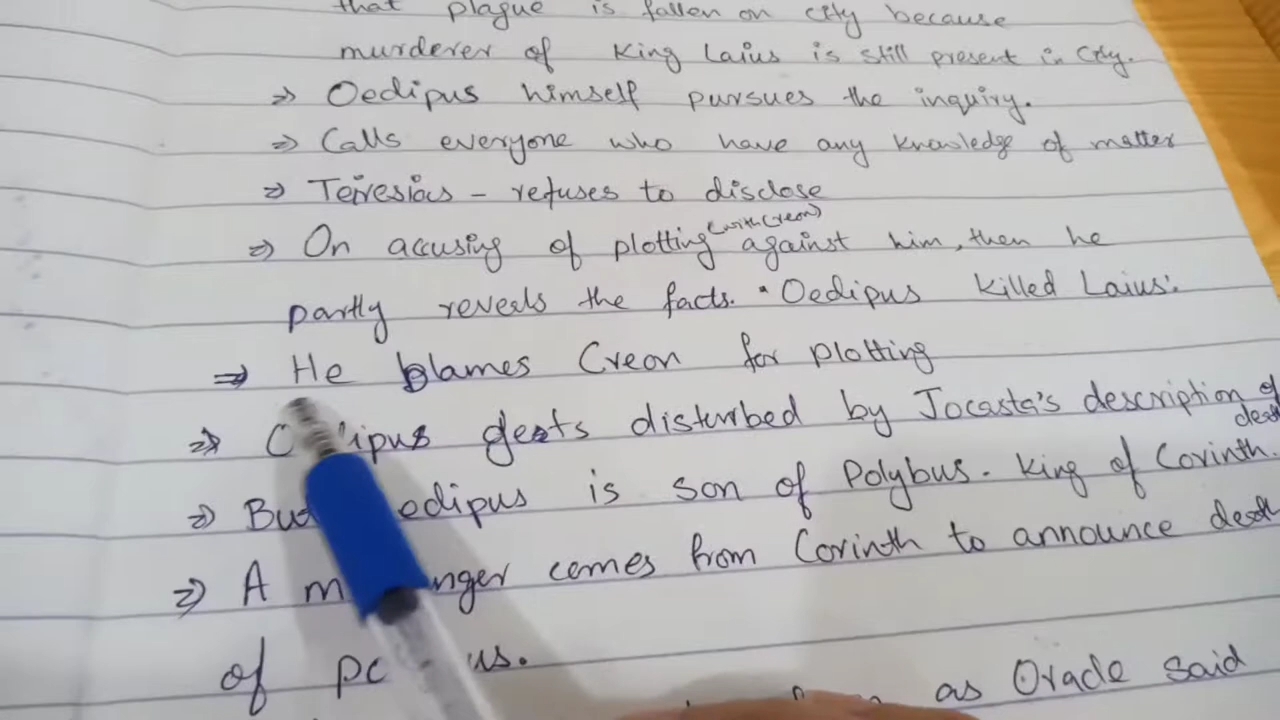 that plague is fallen on city because
murderer of King Laius is still present in city.
⇒ Oedipus himself pursues the inquiry.
⇒ Calls everyone who have any knowledge of matter
⇒ Teiresias - refuses to disclose
⇒ On accusing of plotting (with Creon) against him, then he
partly reveals the facts. "Oedipus killed Laius".
⇒ He blames Creon for plotting
⇒ disturbed by Jocasta's description of
death
⇒ is son of Polybus. King of Corinth.
⇒ A comes from Corinth to announce death
of
as Oracle said